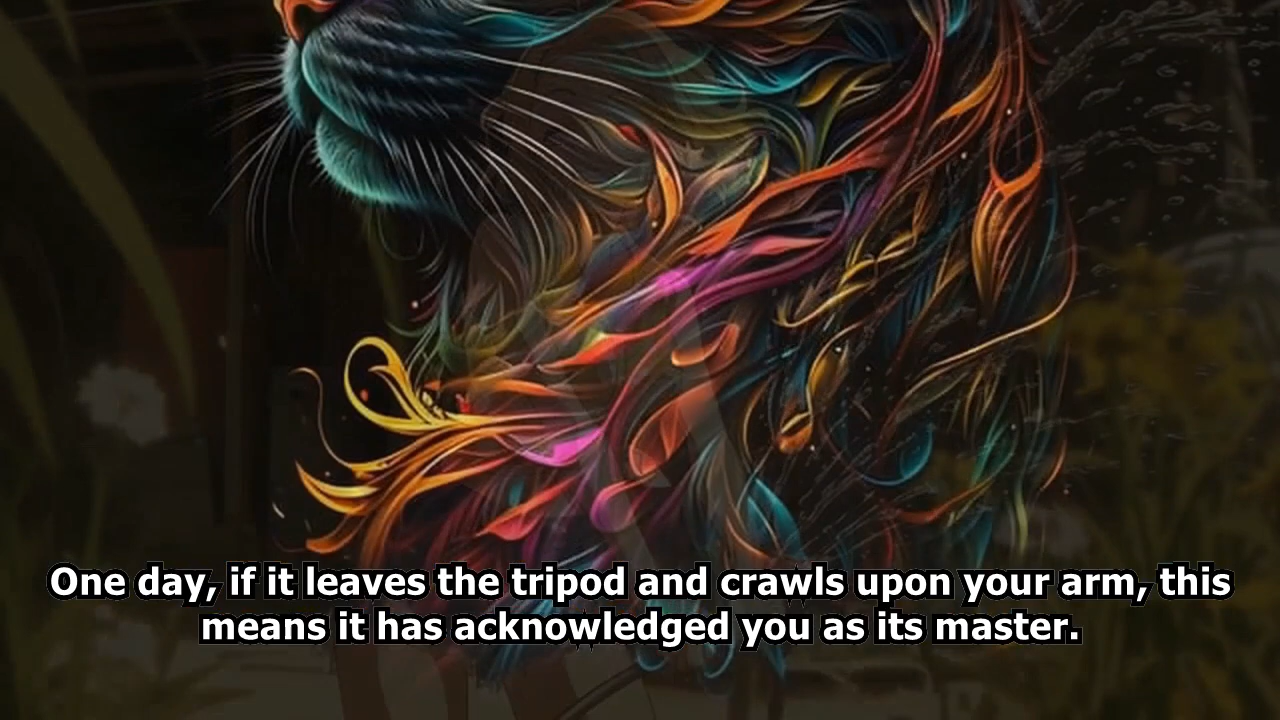 One day, if it leaves the tripod and crawls upon your arm, this
means it has acknowledged you as its master.